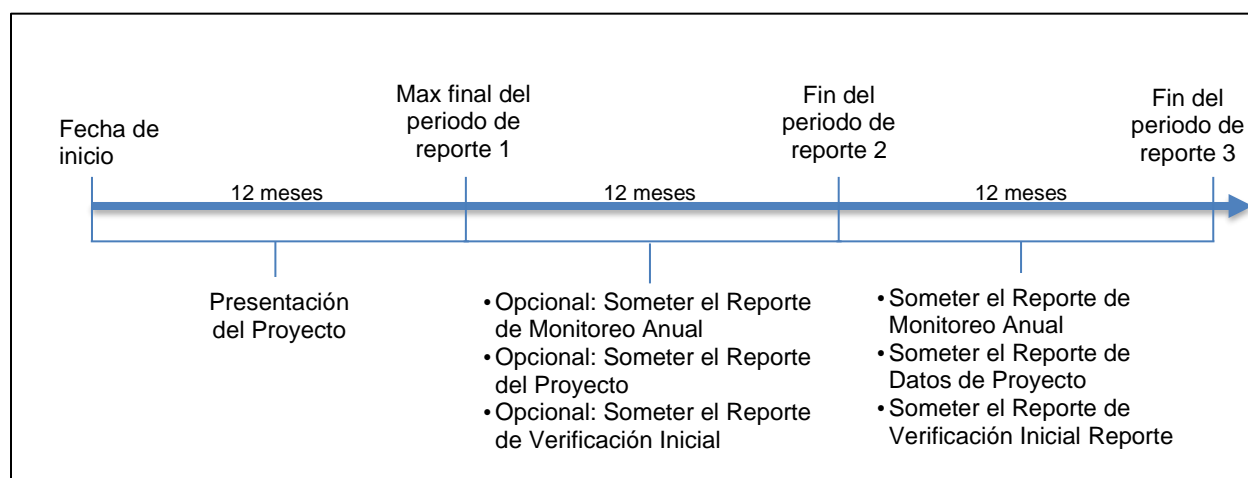 Fecha de
inicio
Max final del
periodo de
reporte 1
Fin del
periodo de
reporte 2
Fin del
periodo de
reporte 3
12 meses
12 meses
12 meses
Presentación
del Proyecto
•Opcional: Someter el Reporte
de Monitoreo Anual
•Opcional: Someter el Reporte
del Proyecto
•Opcional: Someter el Reporte
de Verificación Inicial
•Someter el Reporte de
Monitoreo Anual
•Someter el Reporte de
Datos de Proyecto
•Someter el Reporte de
Verificación Inicial Reporte